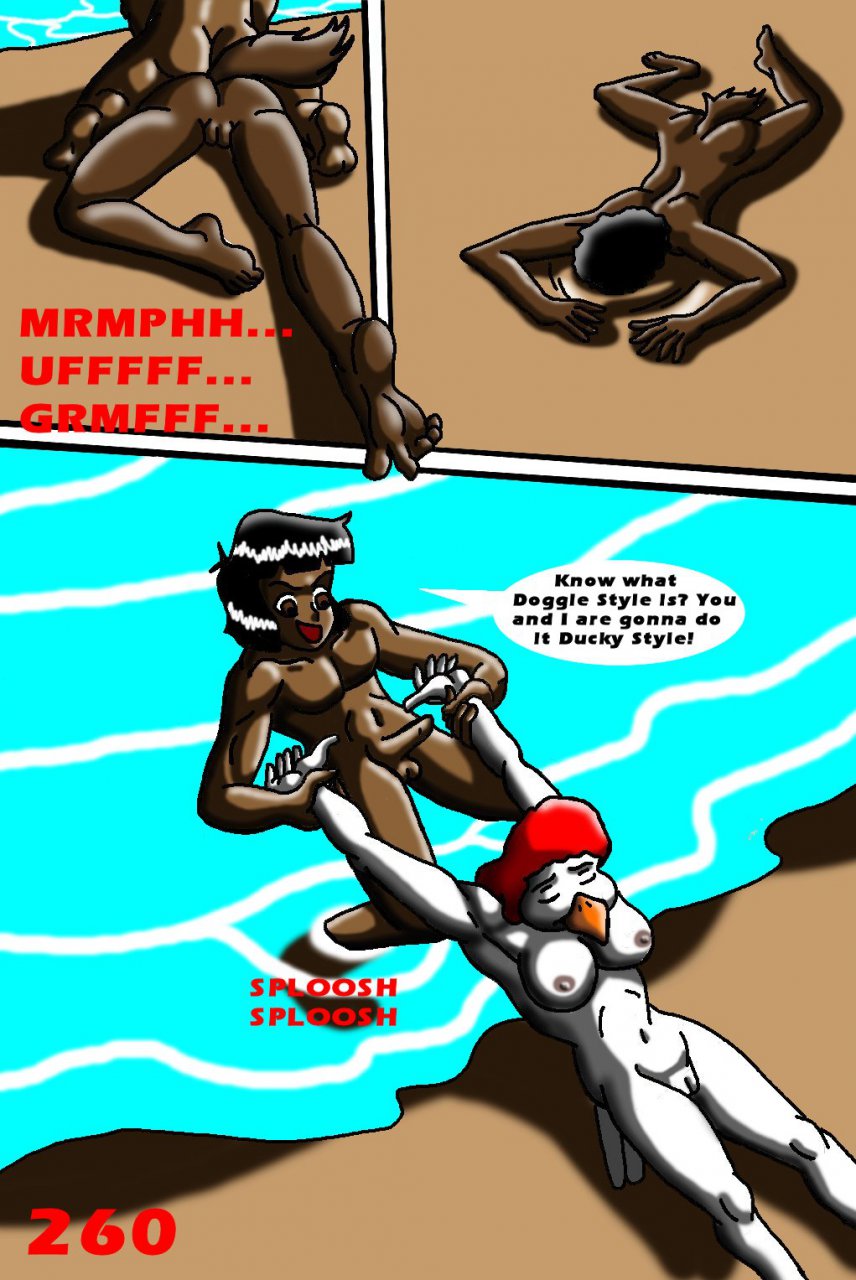 MRMPHH...
UFFFFF...
GRMFFF...
Know what
Doggie Style is? You
and I are gonna do
it Ducky Style!
SPLOOSH
SPLOOSH
260